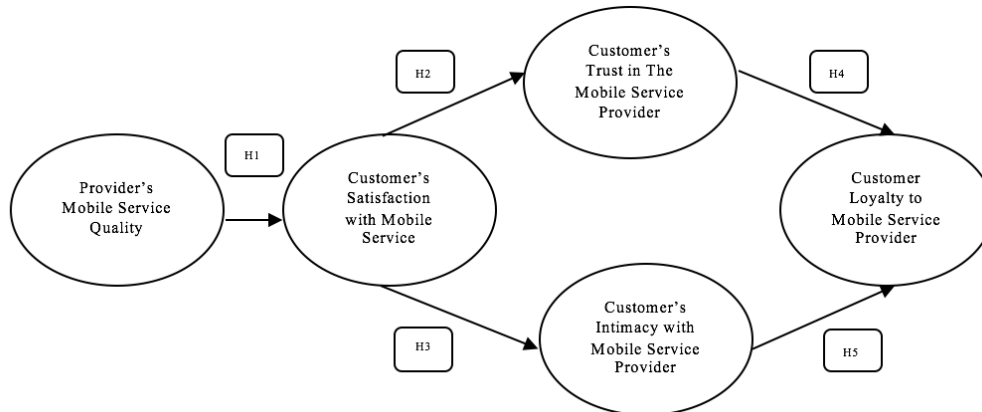 Provider's
Mobile Service
Quality
H1
Customer's
Satisfaction
with Mobile
Service
H2
Customer's
Trust in The
Mobile Service
Provider
H3
Customer's
Intimacy with
Mobile Service
Provider
H4
H5
Customer
Loyalty to
Mobile Service
Provider